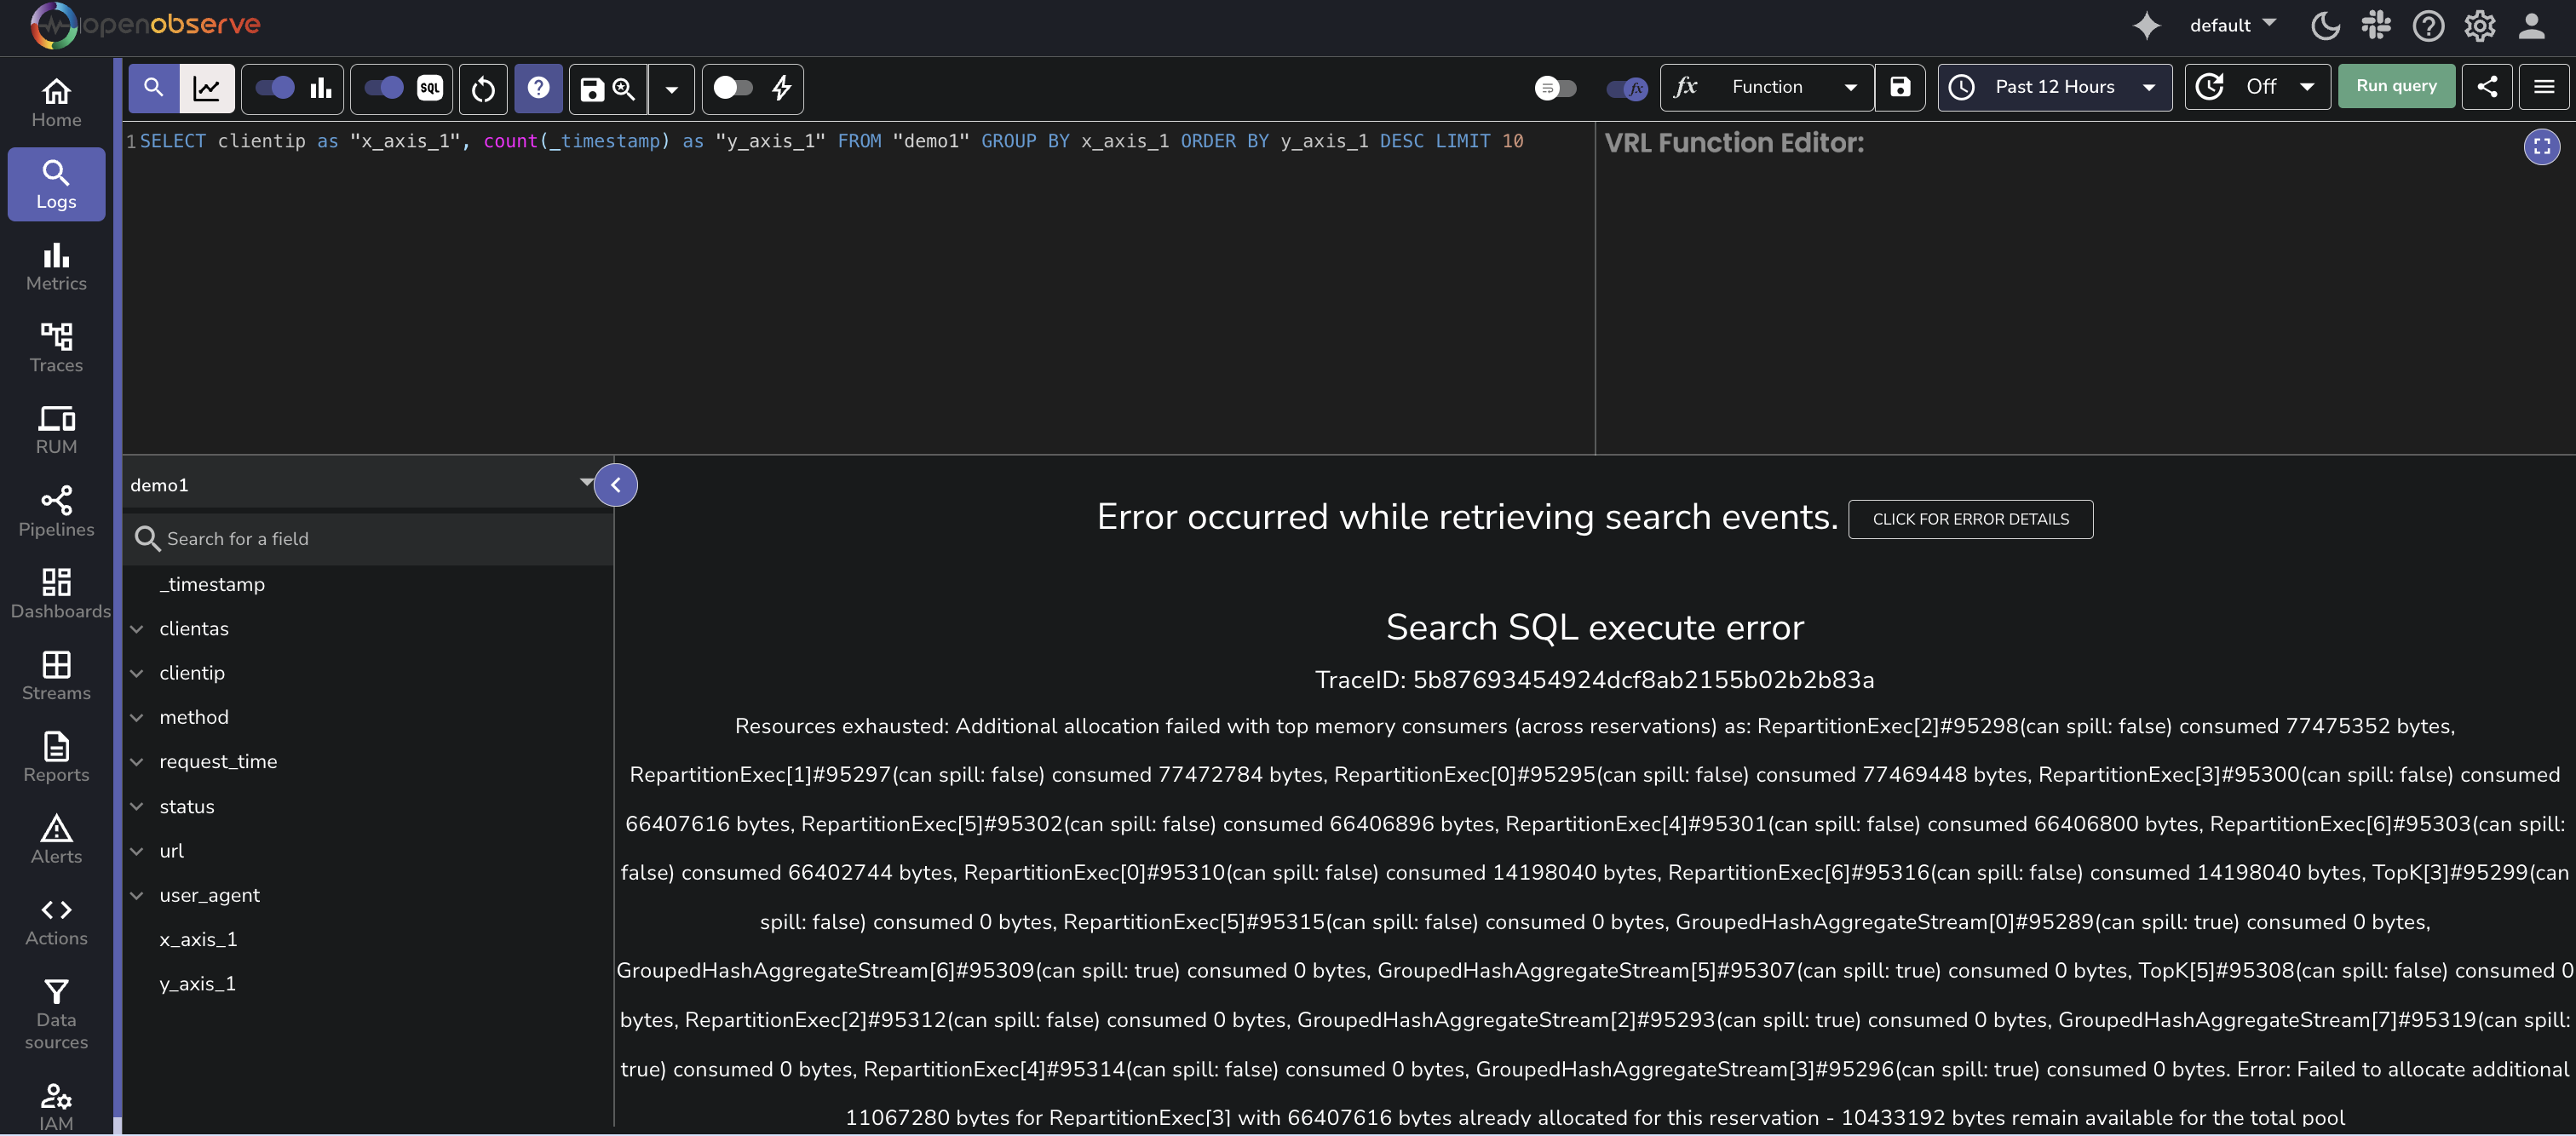 openobserve
default
SQL
fx
fx Function
Past 12 Hours
Off
Run query
Home
Logs
Metrics
Traces
RUM
Pipelines
Dashboards
Streams
Reports
Alerts
Actions
Data
sources
IAM
1 SELECT clientip as "x_axis_1", count(_timestamp) as "y_axis_1" FROM "demo1" GROUP BY x_axis_1 ORDER BY y_axis_1 DESC LIMIT 10
VRL Function Editor:
demo1
Search for a field
_timestamp
clientas
clientip
method
request_time
status
url
user_agent
x_axis_1
y_axis_1
Error occurred while retrieving search events. CLICK FOR ERROR DETAILS
Search SQL execute error
TraceID: 5b87693454924dcf8ab2155b02b2b83a
Resources exhausted: Additional allocation failed with top memory consumers (across reservations) as: RepartitionExec[2]#95298(can spill: false) consumed 77475352 bytes,
RepartitionExec[1]#95297(can spill: false) consumed 77472784 bytes, RepartitionExec[0]#95295(can spill: false) consumed 77469448 bytes, RepartitionExec[3]#95300(can spill: false) consumed
66407616 bytes, RepartitionExec[5]#95302(can spill: false) consumed 66406896 bytes, RepartitionExec[4]#95301(can spill: false) consumed 66406800 bytes, RepartitionExec[6]#95303(can spill:
false) consumed 66402744 bytes, RepartitionExec[0]#95310(can spill: false) consumed 14198040 bytes, RepartitionExec[6]#95316(can spill: false) consumed 14198040 bytes, TopK[3]#95299(can
spill: false) consumed 0 bytes, RepartitionExec[5]#95315(can spill: false) consumed 0 bytes, GroupedHashAggregateStream[0]#95289(can spill: true) consumed 0 bytes,
GroupedHashAggregateStream[6]#95309(can spill: true) consumed 0 bytes, GroupedHashAggregateStream[5]#95307(can spill: true) consumed 0 bytes, TopK[5]#95308(can spill: false) consumed 0
bytes, RepartitionExec[2]#95312(can spill: false) consumed 0 bytes, GroupedHashAggregateStream[2]#95293(can spill: true) consumed 0 bytes, GroupedHashAggregateStream[7]#95319(can spill:
true) consumed 0 bytes, RepartitionExec[4]#95314(can spill: false) consumed 0 bytes, GroupedHashAggregateStream[3]#95296(can spill: true) consumed 0 bytes. Error: Failed to allocate additional
11067280 bytes for RepartitionExec[3] with 66407616 bytes already allocated for this reservation - 10433192 bytes remain available for the total pool